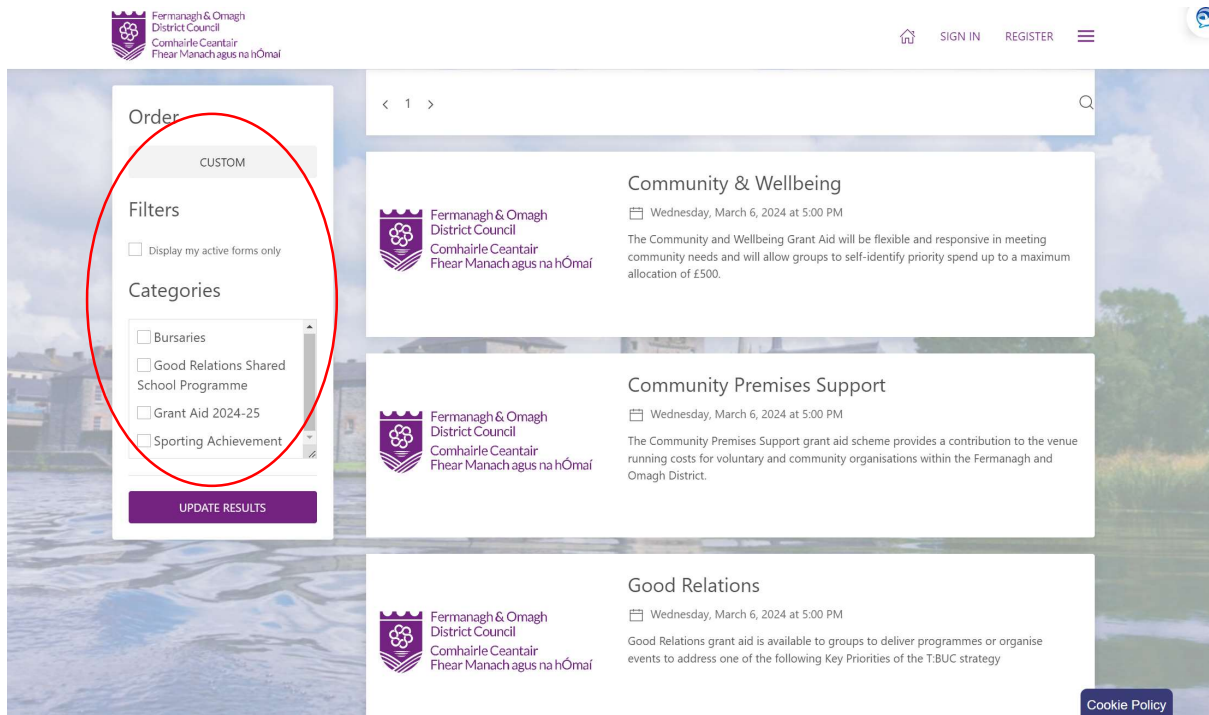 Fermanagh & Omagh
District Council
Comhairle Ceantair
Fhear Manach agus na hÓmaí
SIGN IN
REGISTER
Order
CUSTOM
Filters
Display my active forms only
Categories
Bursaries
Good Relations Shared
School Programme
Grant Aid 2024-25
Sporting Achievement
UPDATE RESULTS
< 1 >
Fermanagh & Omagh
District Council
Comhairle Ceantair
Fhear Manach agus na hÓmaí
Community & Wellbeing
Wednesday, March 6, 2024 at 5:00 PM
The Community and Wellbeing Grant Aid will be flexible and responsive in meeting
community needs and will allow groups to self-identify priority spend up to a maximum
allocation of £500.
Fermanagh & Omagh
District Council
Comhairle Ceantair
Fhear Manach agus na hÓmaí
Community Premises Support
Wednesday, March 6, 2024 at 5:00 PM
The Community Premises Support grant aid scheme provides a contribution to the venue
running costs for voluntary and community organisations within the Fermanagh and
Omagh District.
Fermanagh & Omagh
District Council
Comhairle Ceantair
Fhear Manach agus na hÓmaí
Good Relations
Wednesday, March 6, 2024 at 5:00 PM
Good Relations grant aid is available to groups to deliver programmes or organise
events to address one of the following Key Priorities of the T:BUC strategy
Cookie Policy